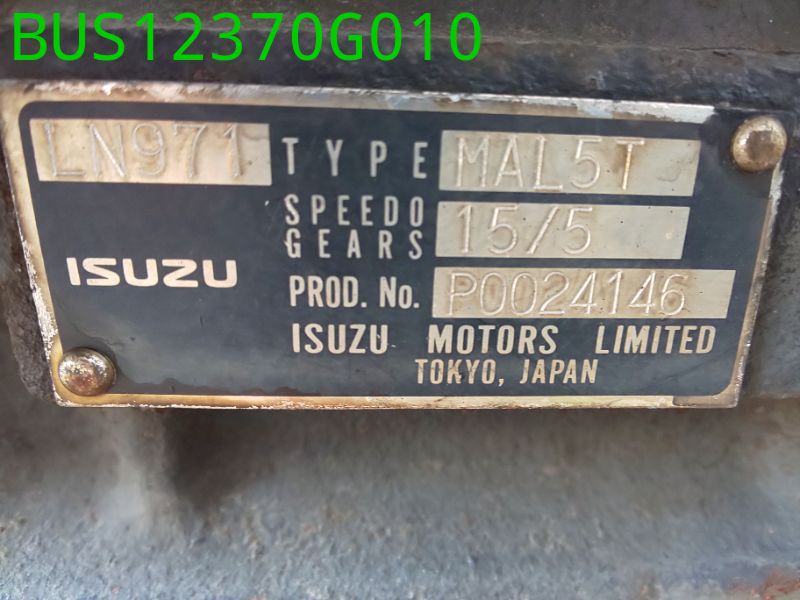 BUS12370G010
LN971 TYPE MAL5T
SPEEDO GEARS 15/5
ISUZU
PROD. No. P0024146
ISUZU MOTORS LIMITED
TOKYO, JAPAN